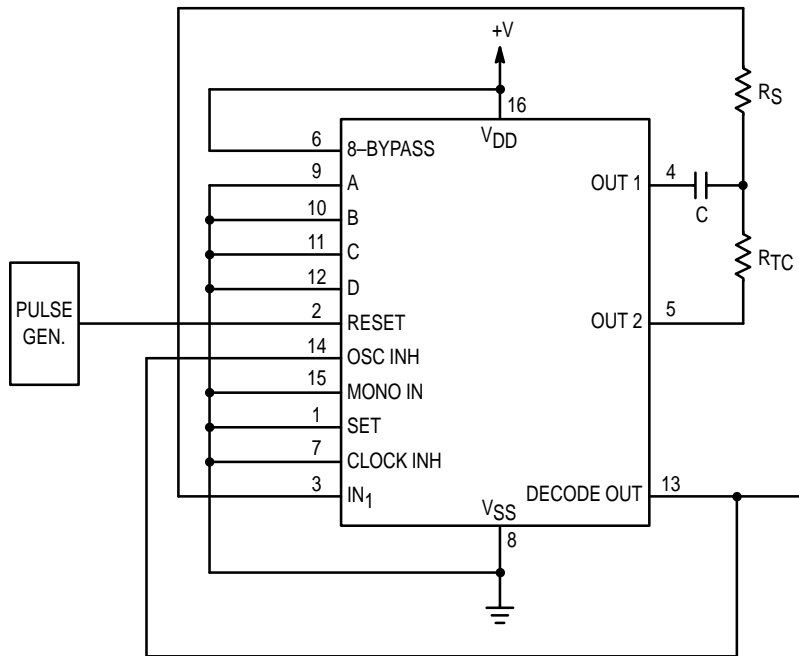 +V
16
VDD
RS
6
8–BYPASS
9
A
OUT 1
4
C
10
B
11
C
12
D
RTC
PULSE
GEN.
2
RESET
OUT 2
5
14
OSC INH
15
MONO IN
1
SET
7
CLOCK INH
3
IN1
DECODE OUT
13
VSS
8